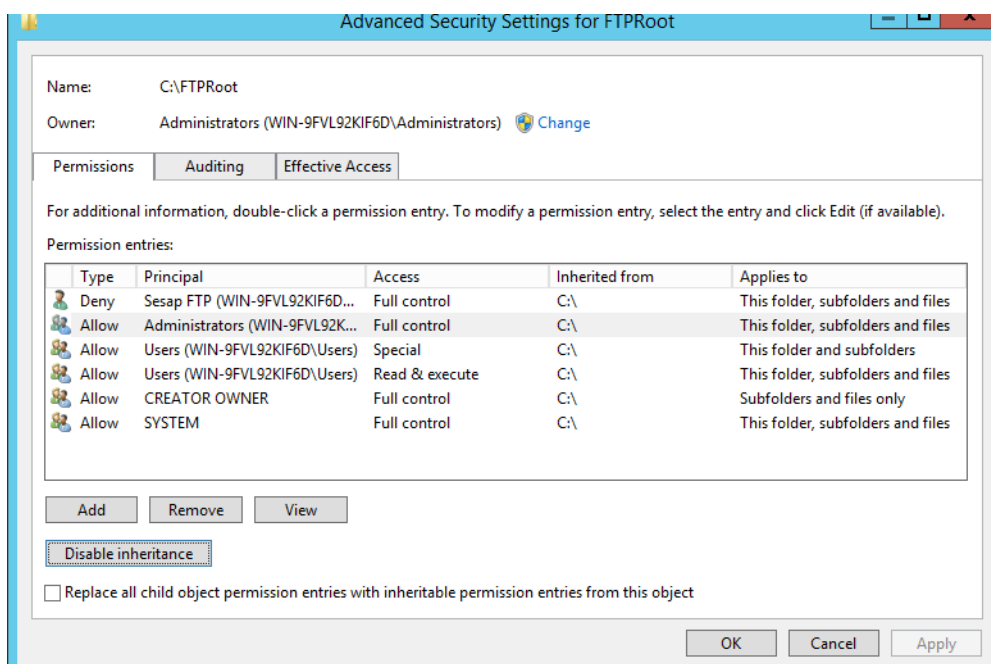 Advanced Security Settings for FTPRoot
Name: C:\FTPRoot
Owner: Administrators (WIN-9FVL92KIF6D\Administrators) Change
Permissions Auditing Effective Access
For additional information, double-click a permission entry. To modify a permission entry, select the entry and click Edit (if available).
Permission entries:
Type Principal Access Inherited from Applies to
Deny Sesap FTP (WIN-9FVL92KIF6D... Full control C:\ This folder, subfolders and files
Allow Administrators (WIN-9FVL92K... Full control C:\ This folder, subfolders and files
Allow Users (WIN-9FVL92KIF6D\Users) Special C:\ This folder and subfolders
Allow Users (WIN-9FVL92KIF6D\Users) Read & execute C:\ This folder, subfolders and files
Allow CREATOR OWNER Full control C:\ Subfolders and files only
Allow SYSTEM Full control C:\ This folder, subfolders and files
Add Remove View
Disable inheritance
Replace all child object permission entries with inheritable permission entries from this object
OK Cancel Apply